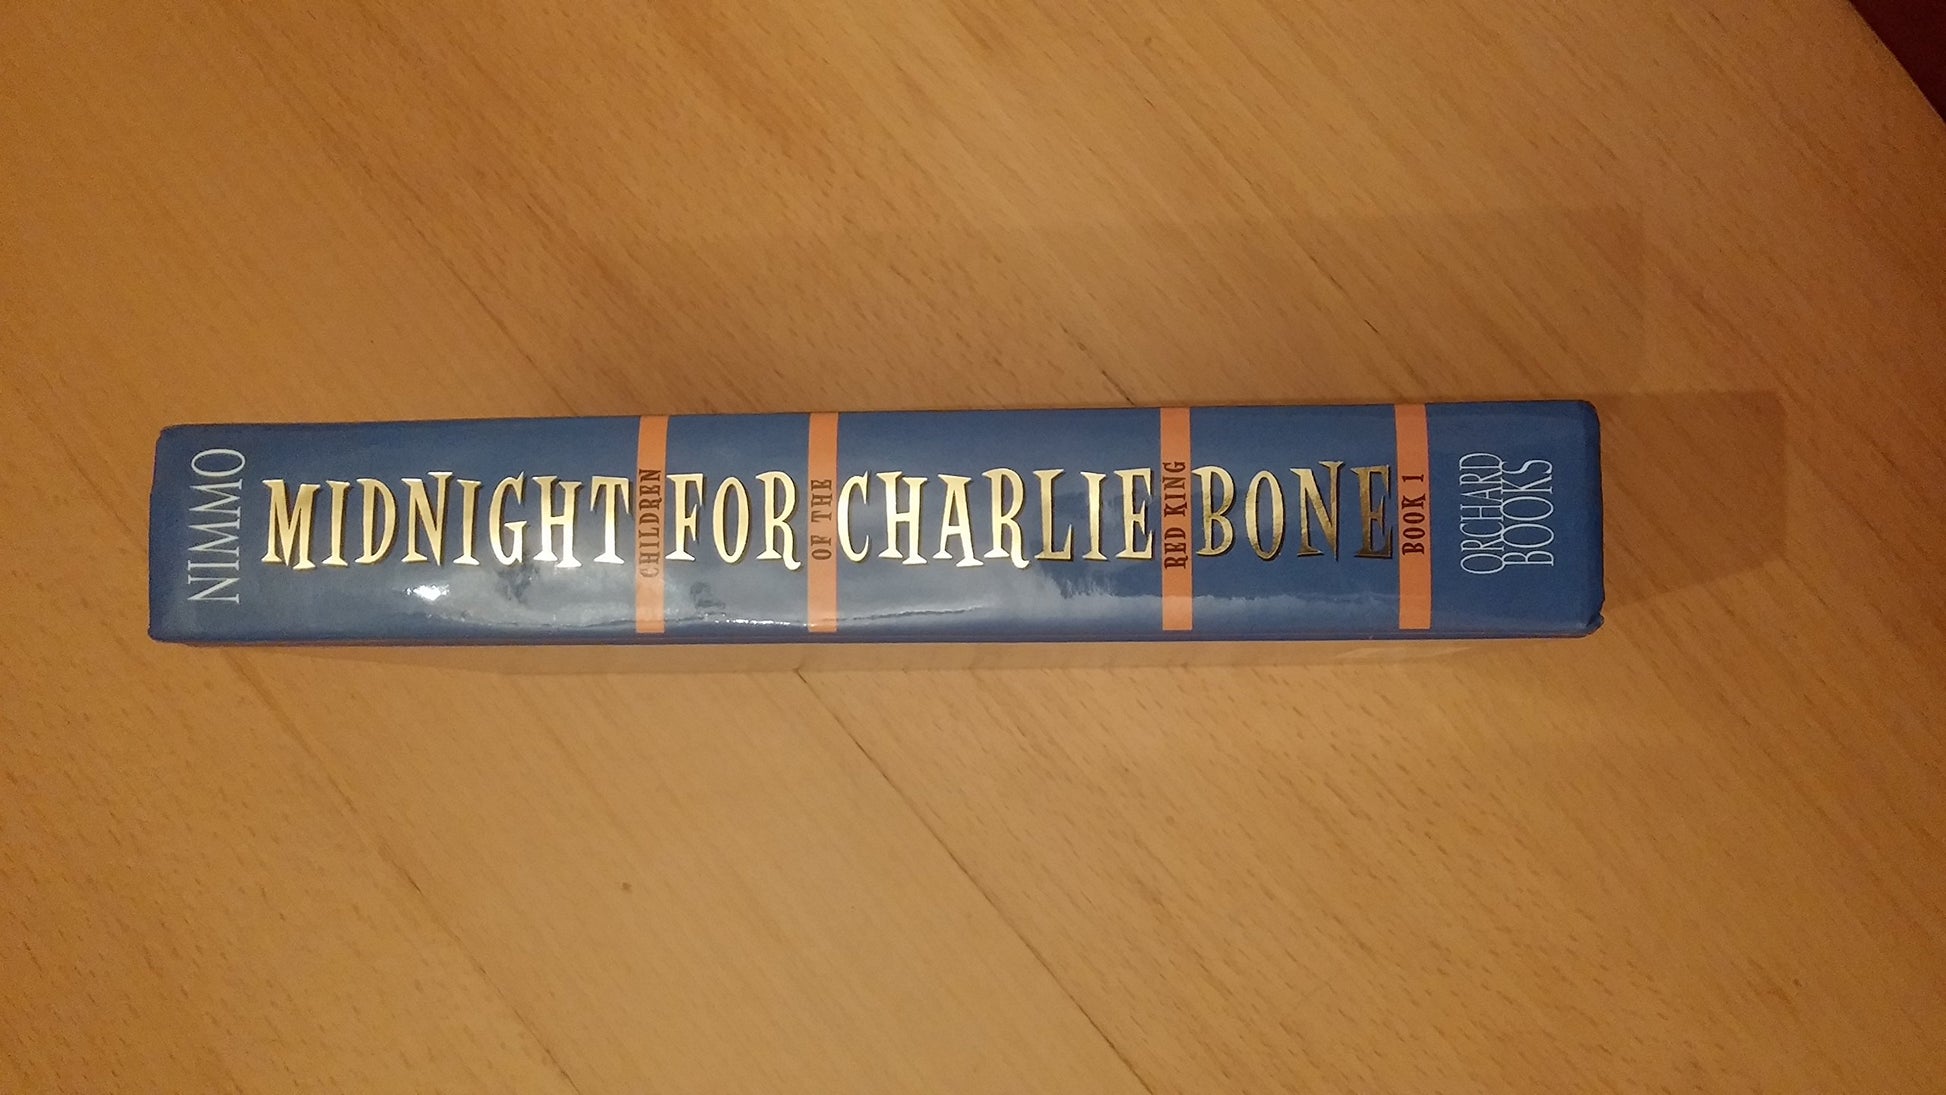 NIMMO
MIDNIGHT FOR CHARLIE BONE
CHILDREN
OF THE
RED KING
BOOK 1
ORCHARD
BOOKS